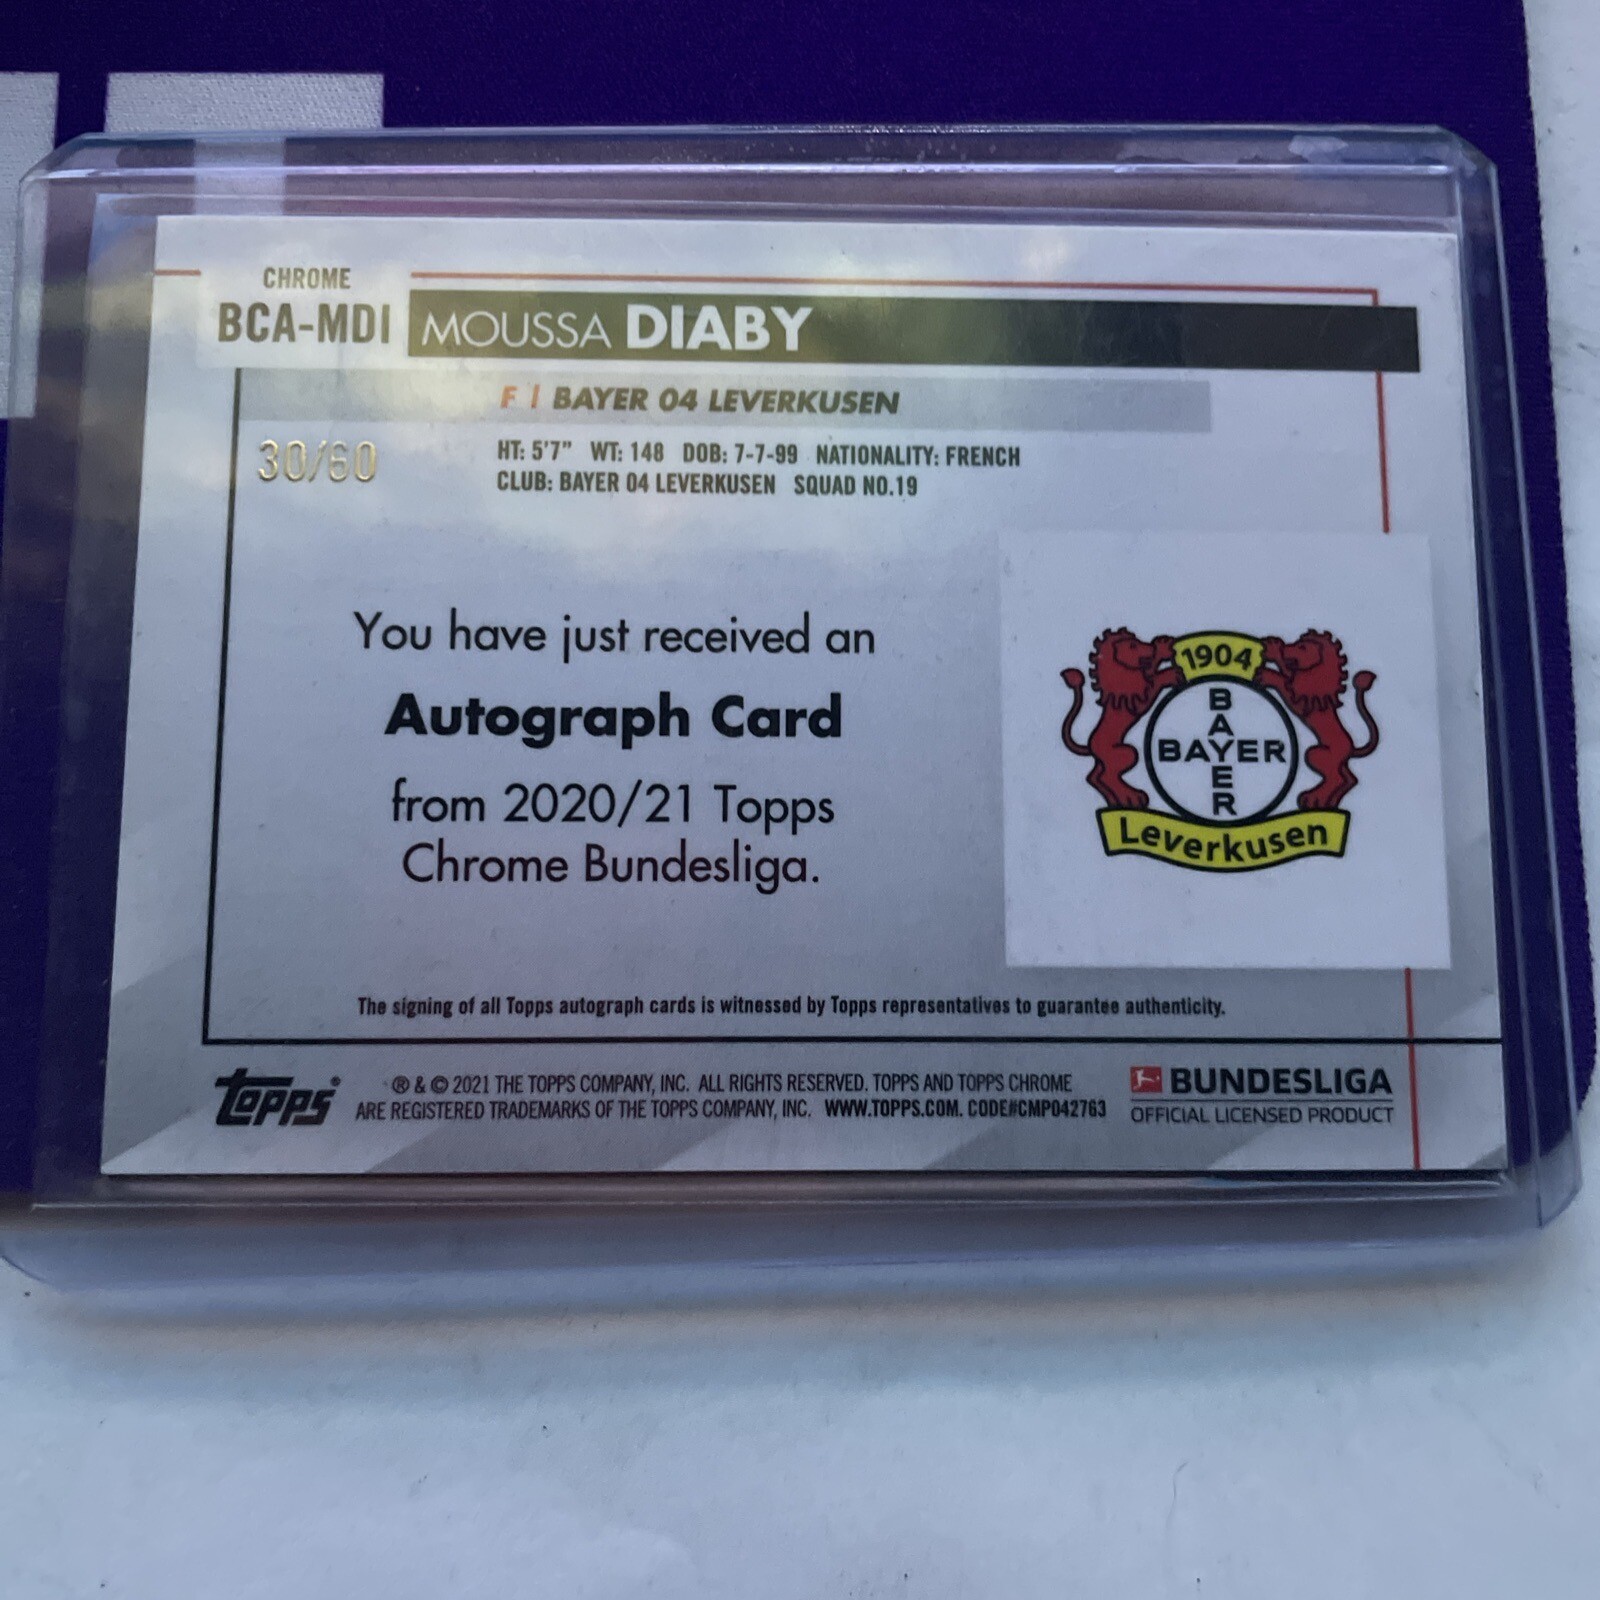 CHROME
BCA-MDI
MOUSSA DIABY
F | BAYER 04 LEVERKUSEN
30/60
HT: 5'7" WT: 148 DOB: 7-7-99 NATIONALITY: FRENCH
CLUB: BAYER 04 LEVERKUSEN SQUAD NO.19
You have just received an
Autograph Card
from 2020/21 Topps
Chrome Bundesliga.
1904
BAYER
BAYER
Leverkusen
The signing of all Topps autograph cards is witnessed by Topps representatives to guarantee authenticity.
topps
® & © 2021 THE TOPPS COMPANY, INC. ALL RIGHTS RESERVED. TOPPS AND TOPPS CHROME
ARE REGISTERED TRADEMARKS OF THE TOPPS COMPANY, INC. WWW.TOPPS.COM. CODE#CMP042763
BUNDESLIGA
OFFICIAL LICENSED PRODUCT